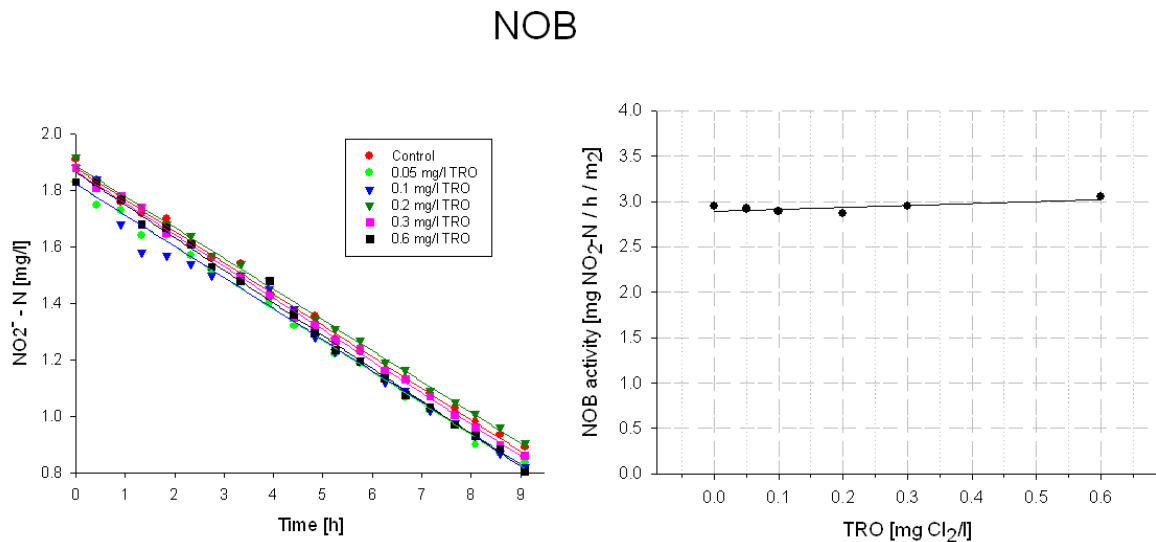 NOB
NO2⁻ - N [mg/l]
2.0
1.8
1.6
1.4
1.2
1.0
0.8
0 1 2 3 4 5 6 7 8 9
Time [h]
Control
0.05 mg/l TRO
0.1 mg/l TRO
0.2 mg/l TRO
0.3 mg/l TRO
0.6 mg/l TRO
NOB activity [mg NO2-N / h / m2]
4.0
3.5
3.0
2.5
2.0
1.5
1.0
0.5
0.0
0.0 0.1 0.2 0.3 0.4 0.5 0.6
TRO [mg Cl2/l]